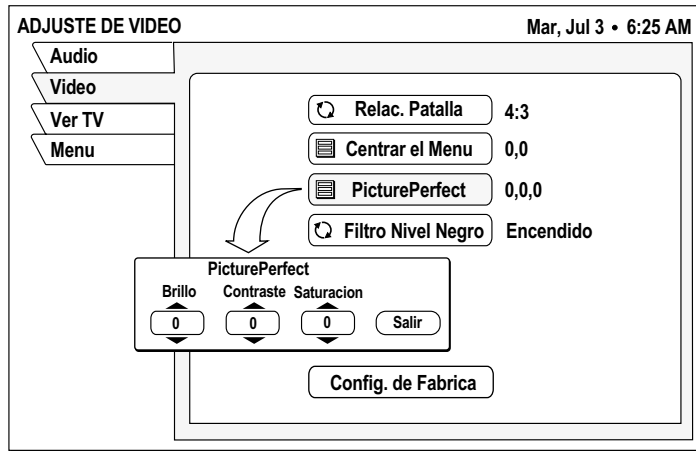 ADJUSTE DE VIDEO
Mar, Jul 3 • 6:25 AM
Audio
Video
Ver TV
Menu
Relac. Patalla 4:3
Centrar el Menu 0,0
PicturePerfect 0,0,0
Filtro Nivel Negro Encendido
PicturePerfect
Brillo Contraste Saturacion
0 0 0 Salir
Config. de Fabrica